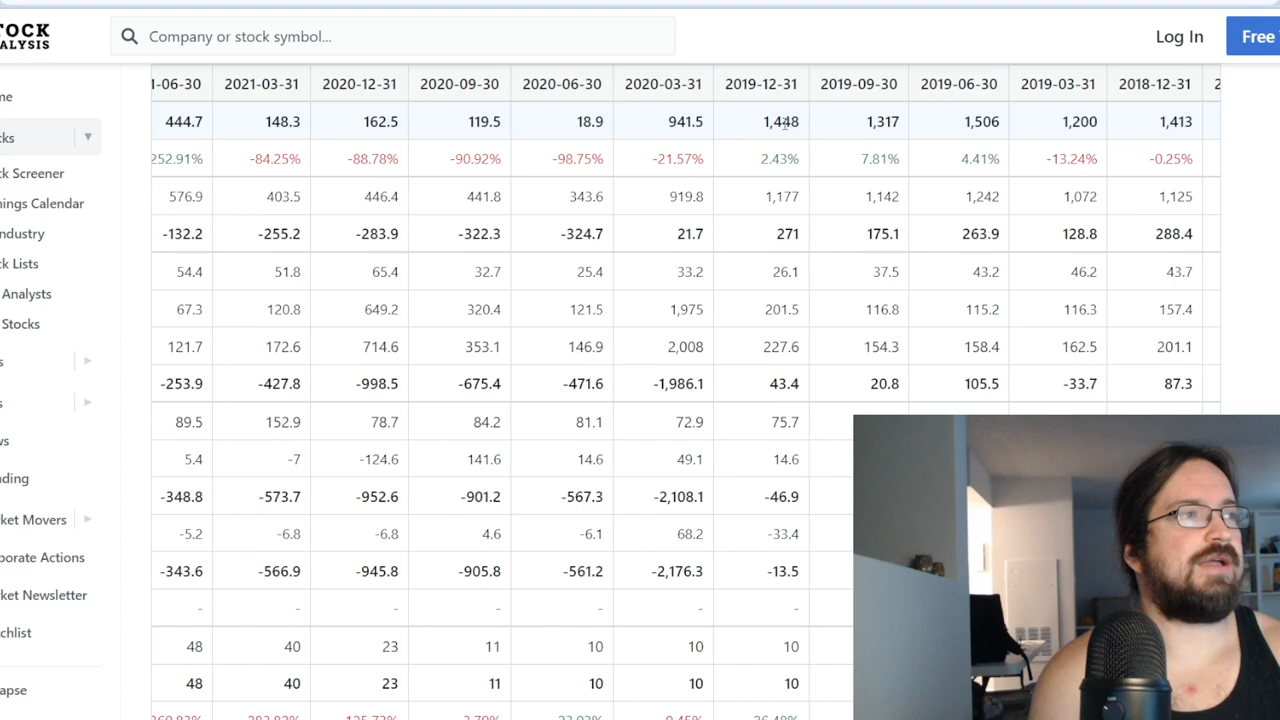 TOCK
ALYSIS
Company or stock symbol...
Log In
Free
me
cks
ck Screener
nings Calendar
ndustry
ck Lists
Analysts
Stocks
s
s
ws
nding
rket Movers
porate Actions
rket Newsletter
tchlist
apse
1-06-30 2021-03-31 2020-12-31 2020-09-30 2020-06-30 2020-03-31 2019-12-31 2019-09-30 2019-06-30 2019-03-31 2018-12-31 2
444.7 148.3 162.5 119.5 18.9 941.5 1,448 1,317 1,506 1,200 1,413
252.91% -84.25% -88.78% -90.92% -98.75% -21.57% 2.43% 7.81% 4.41% -13.24% -0.25%
576.9 403.5 446.4 441.8 343.6 919.8 1,177 1,142 1,242 1,072 1,125
-132.2 -255.2 -283.9 -322.3 -324.7 21.7 271 175.1 263.9 128.8 288.4
54.4 51.8 65.4 32.7 25.4 33.2 26.1 37.5 43.2 46.2 43.7
67.3 120.8 649.2 320.4 121.5 1,975 201.5 116.8 115.2 116.3 157.4
121.7 172.6 714.6 353.1 146.9 2,008 227.6 154.3 158.4 162.5 201.1
-253.9 -427.8 -998.5 -675.4 -471.6 -1,986.1 43.4 20.8 105.5 -33.7 87.3
89.5 152.9 78.7 84.2 81.1 72.9 75.7
5.4 -7 -124.6 141.6 14.6 49.1 14.6
-348.8 -573.7 -952.6 -901.2 -567.3 -2,108.1 -46.9
-5.2 -6.8 -6.8 4.6 -6.1 68.2 -33.4
-343.6 -566.9 -945.8 -905.8 -561.2 -2,176.3 -13.5
- - - - - - -
48 40 23 11 10 10 10
48 40 23 11 10 10 10